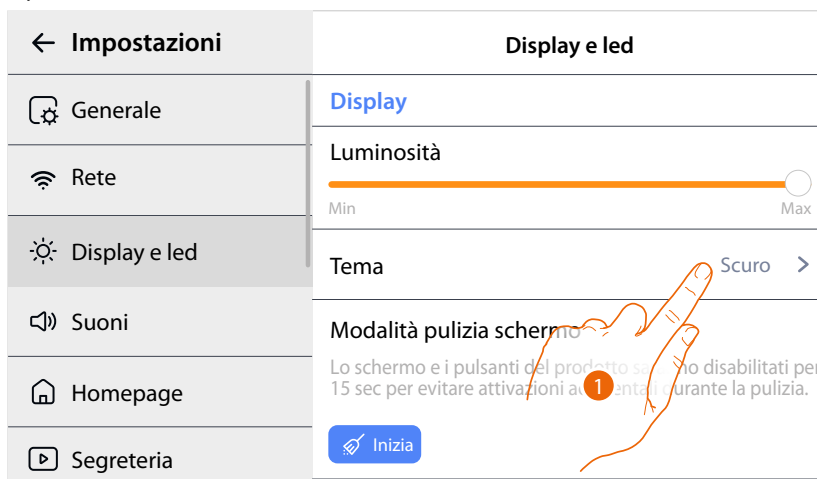 Impostazioni
Generale
Rete
Display e led
Suoni
Homepage
Segreteria
Display e led
Display
Luminosità
Min Max
Tema Scuro
Modalità pulizia schermo
Lo schermo e i pulsanti del prodotto disabilitati per
15 sec per evitare attivazioni durante la pulizia.
1
Inizia